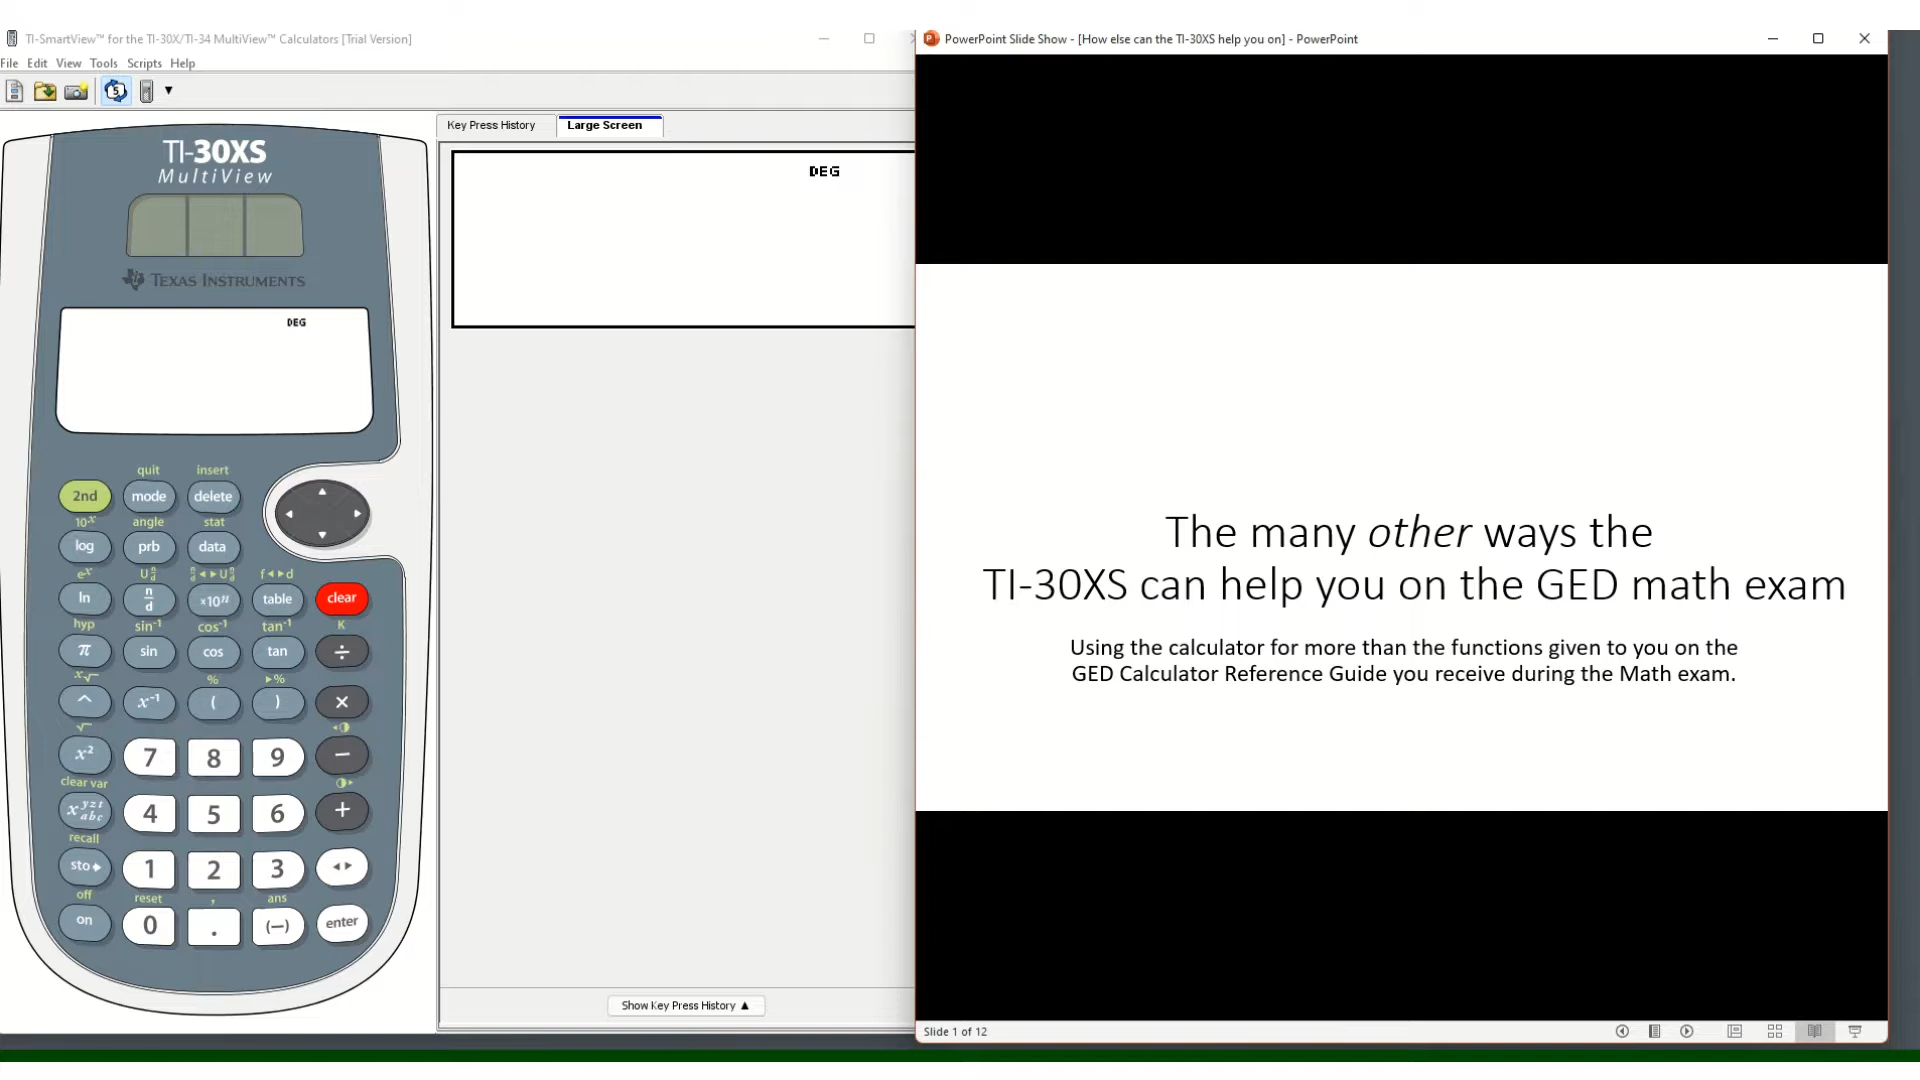 TI-SmartView™ for the TI-30X/TI-34 MultiView™ Calculators [Trial Version]
File Edit View Tools Scripts Help
5
Key Press History
Large Screen
DEG
TI-30XS
MultiView
TEXAS INSTRUMENTS
DEG
quit insert
2nd mode delete
10ˣ angle stat
log prb data
eˣ U n/d n/d ◄► U n/d f◄►d
ln n/d ×10ⁿ table clear
hyp sin⁻¹ cos⁻¹ tan⁻¹ K
π sin cos tan ÷
ˣ√ % ►%
^ x⁻¹ ( ) ×
√
x² 7 8 9 −
clear var
x yzt abc 4 5 6 +
recall
sto► 1 2 3 ◄►
off reset , ans
on 0 . (−) enter
Show Key Press History ▲
PowerPoint Slide Show - [How else can the TI-30XS help you on] - PowerPoint
The many other ways the
TI-30XS can help you on the GED math exam
Using the calculator for more than the functions given to you on the
GED Calculator Reference Guide you receive during the Math exam.
Slide 1 of 12